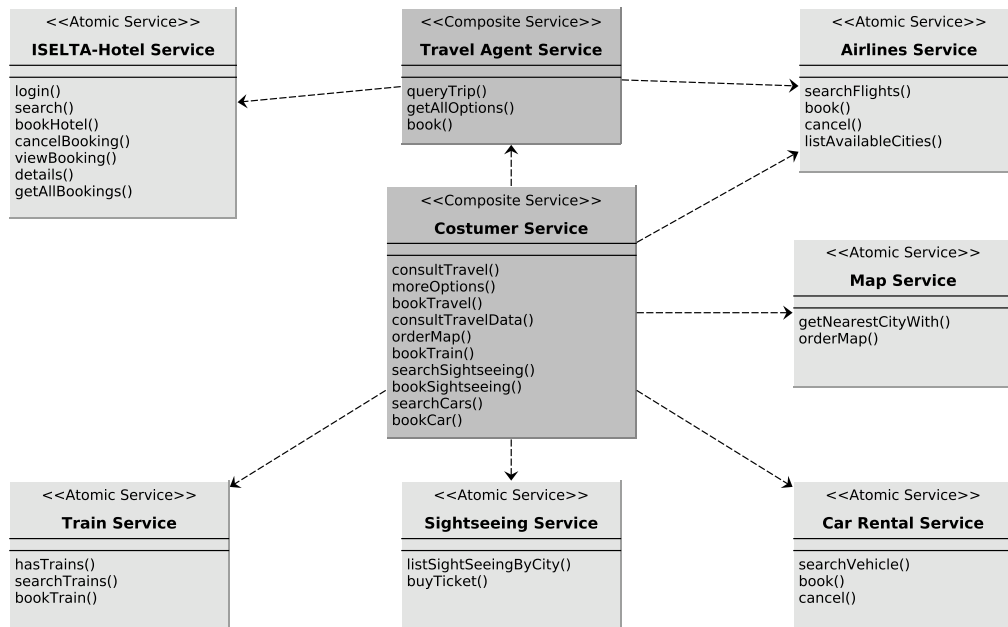 <<Atomic Service>>
ISELTA-Hotel Service
login()
search()
bookHotel()
cancelBooking()
viewBooking()
details()
getAllBookings()
<<Composite Service>>
Travel Agent Service
queryTrip()
getAllOptions()
book()
<<Atomic Service>>
Airlines Service
searchFlights()
book()
cancel()
listAvailableCities()
<<Composite Service>>
Costumer Service
consultTravel()
moreOptions()
bookTravel()
consultTravelData()
orderMap()
bookTrain()
searchSightseeing()
bookSightseeing()
searchCars()
bookCar()
<<Atomic Service>>
Map Service
getNearestCityWith()
orderMap()
<<Atomic Service>>
Train Service
hasTrains()
searchTrains()
bookTrain()
<<Atomic Service>>
Sightseeing Service
listSightSeeingByCity()
buyTicket()
<<Atomic Service>>
Car Rental Service
searchVehicle()
book()
cancel()